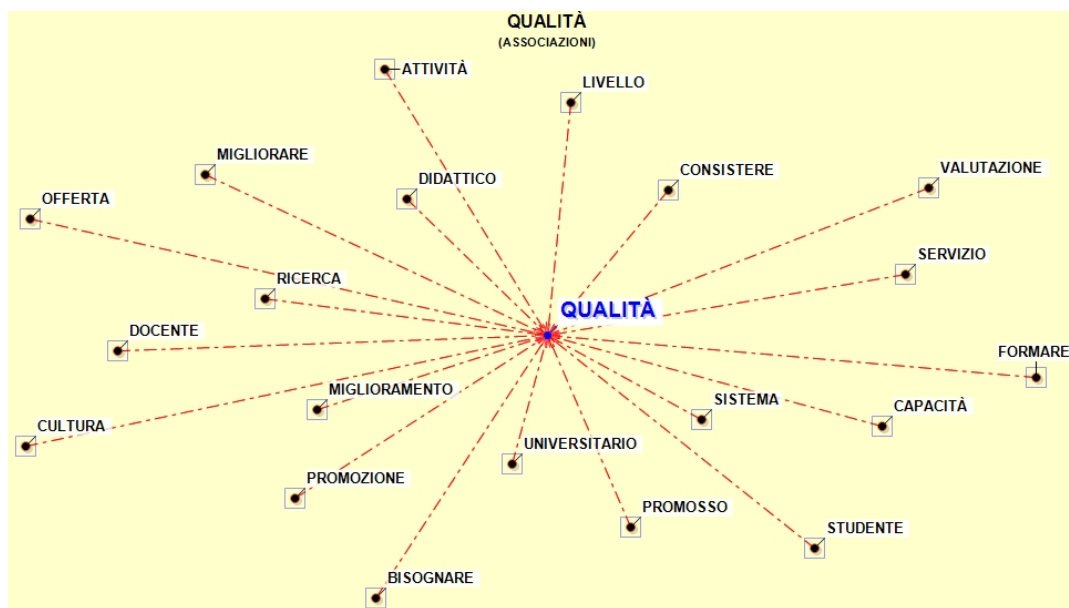 QUALITÀ
(ASSOCIAZIONI)
ATTIVITÀ
LIVELLO
MIGLIORARE
CONSISTERE
VALUTAZIONE
DIDATTICO
OFFERTA
SERVIZIO
RICERCA
QUALITÀ
DOCENTE
FORMARE
MIGLIORAMENTO
SISTEMA
CAPACITÀ
CULTURA
UNIVERSITARIO
PROMOZIONE
PROMOSSO
STUDENTE
BISOGNARE